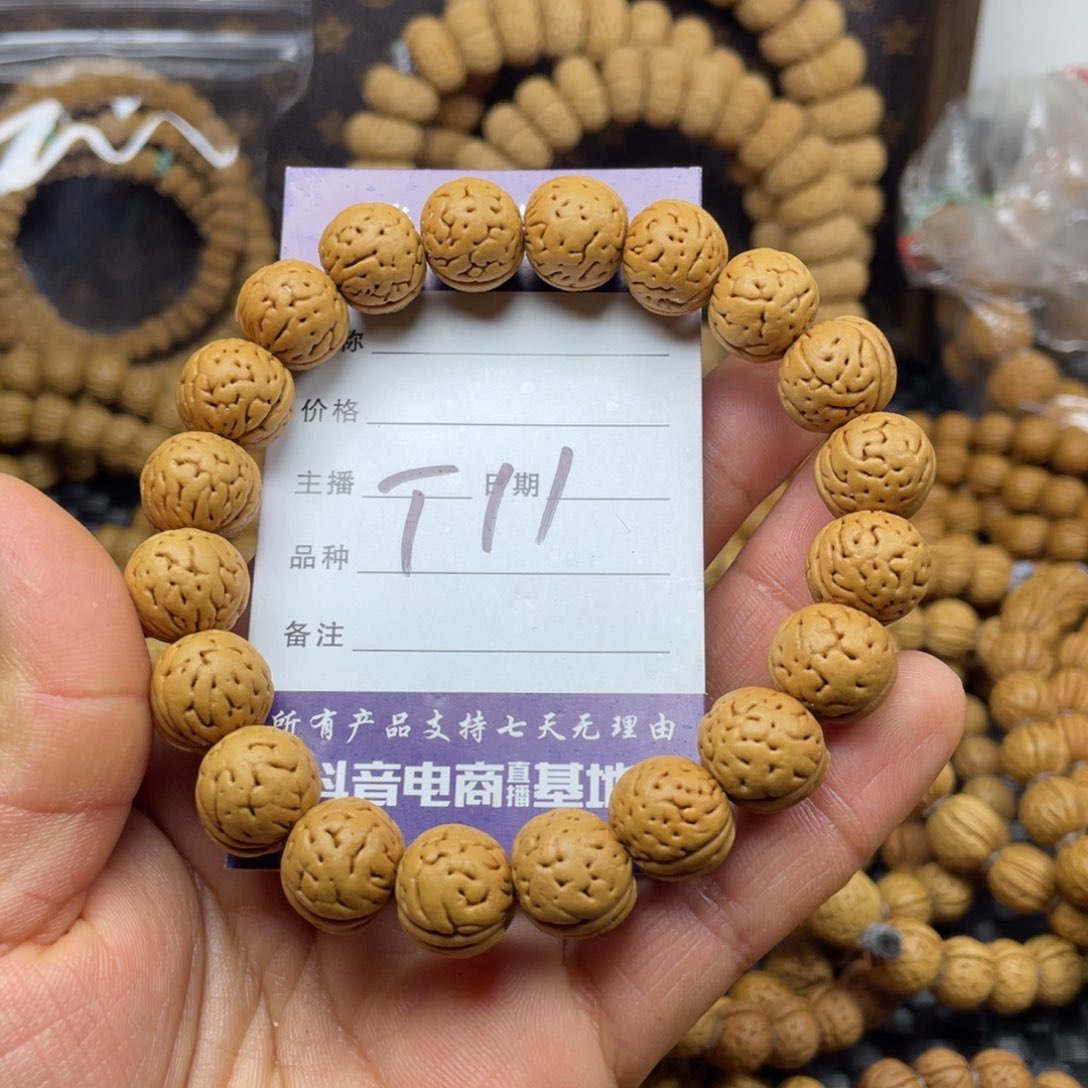 称
价格
主播 T11 日期
品种
备注
所有产品支持七天无理由
抖音电商直播基地